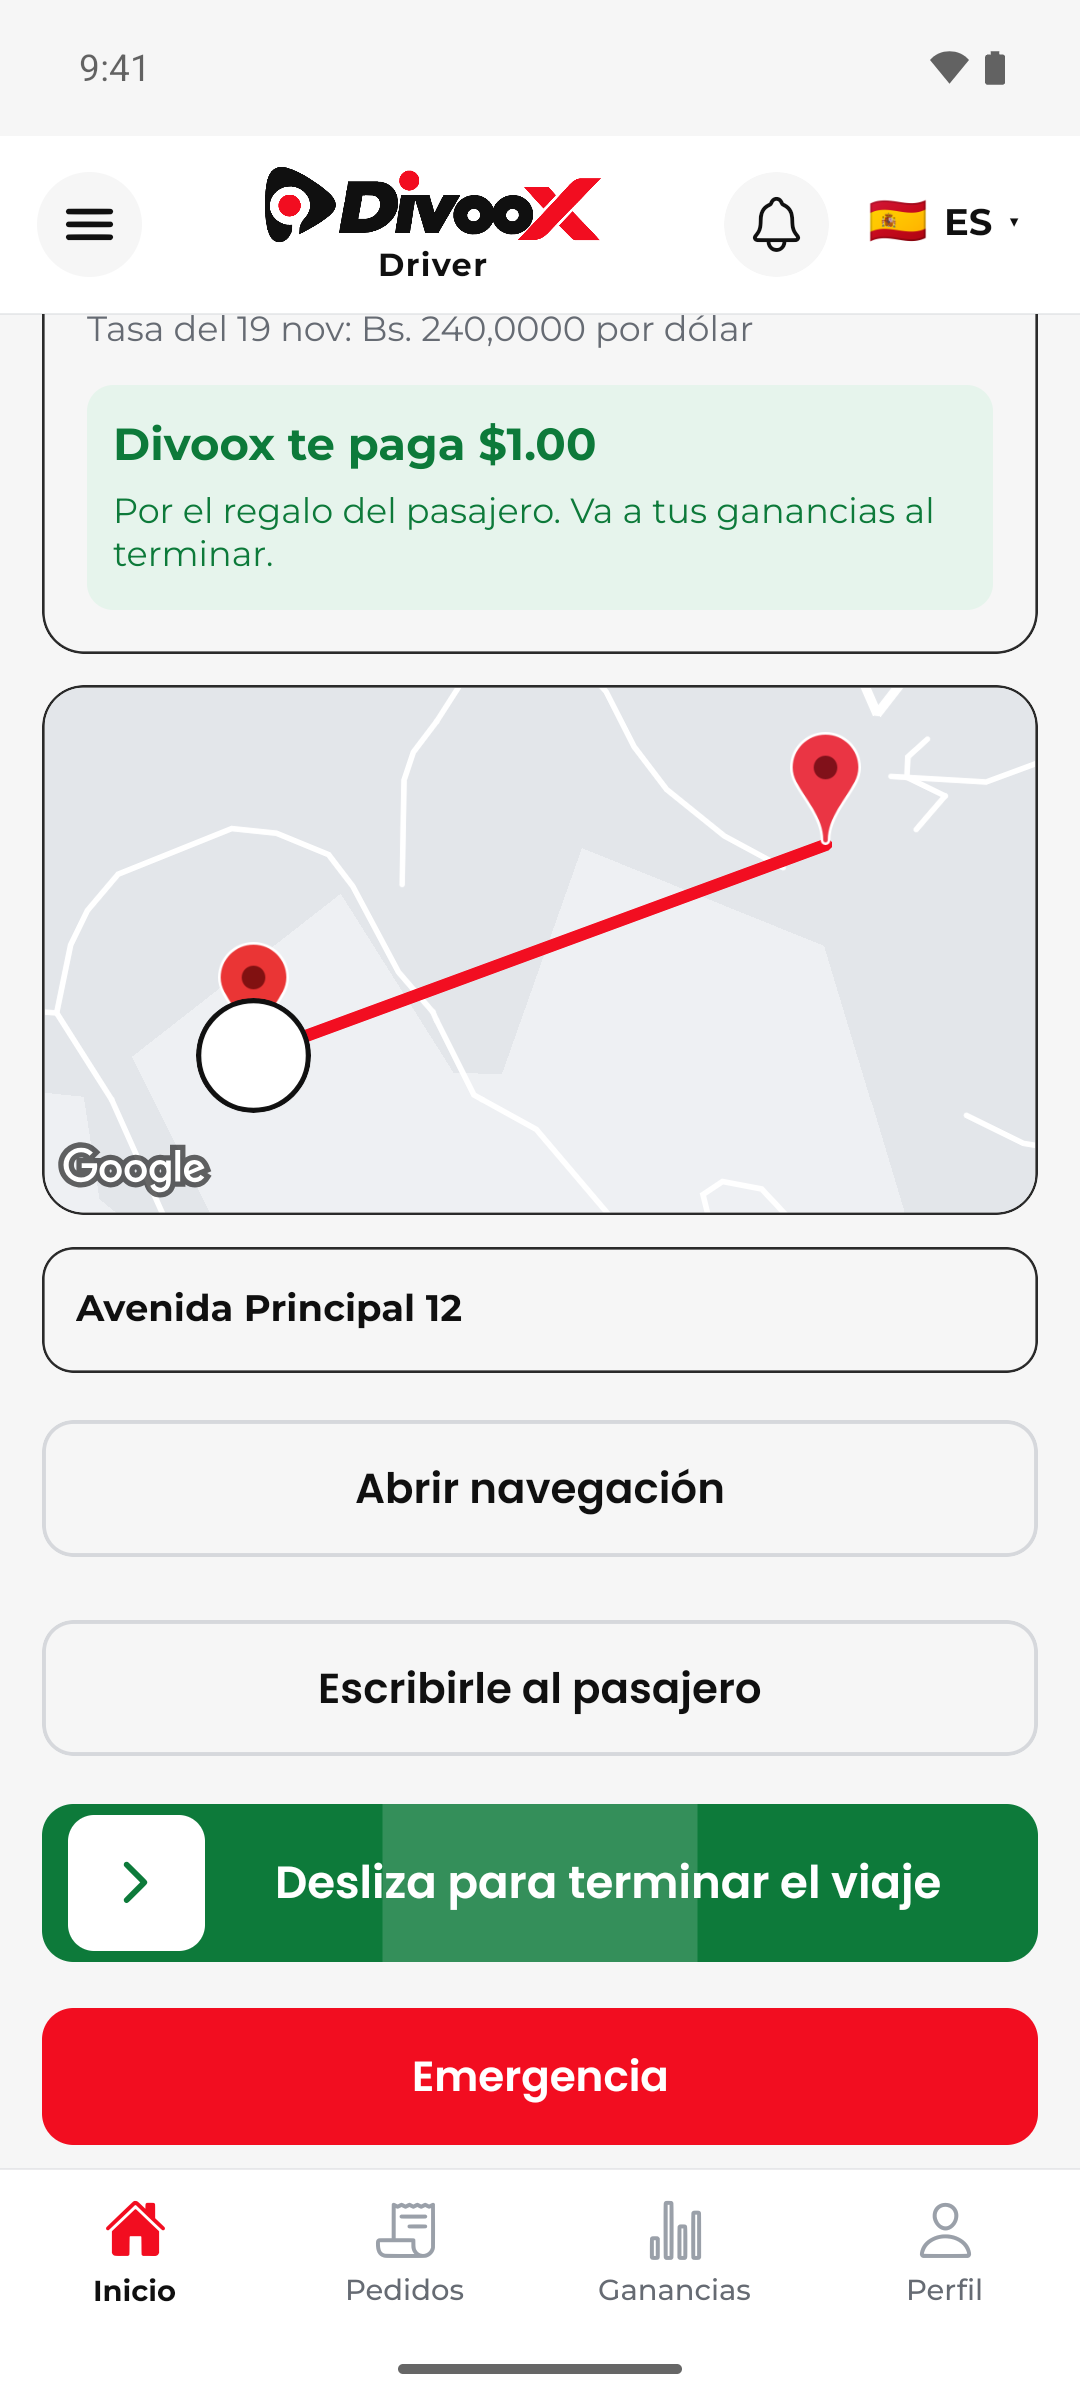 9:41
DivooX
Driver
ES
Tasa del 19 nov: Bs. 240,0000 por dólar
Divoox te paga $1.00
Por el regalo del pasajero. Va a tus ganancias al
terminar.
Google
Avenida Principal 12
Abrir navegación
Escribirle al pasajero
Desliza para terminar el viaje
Emergencia
Inicio
Pedidos
Ganancias
Perfil